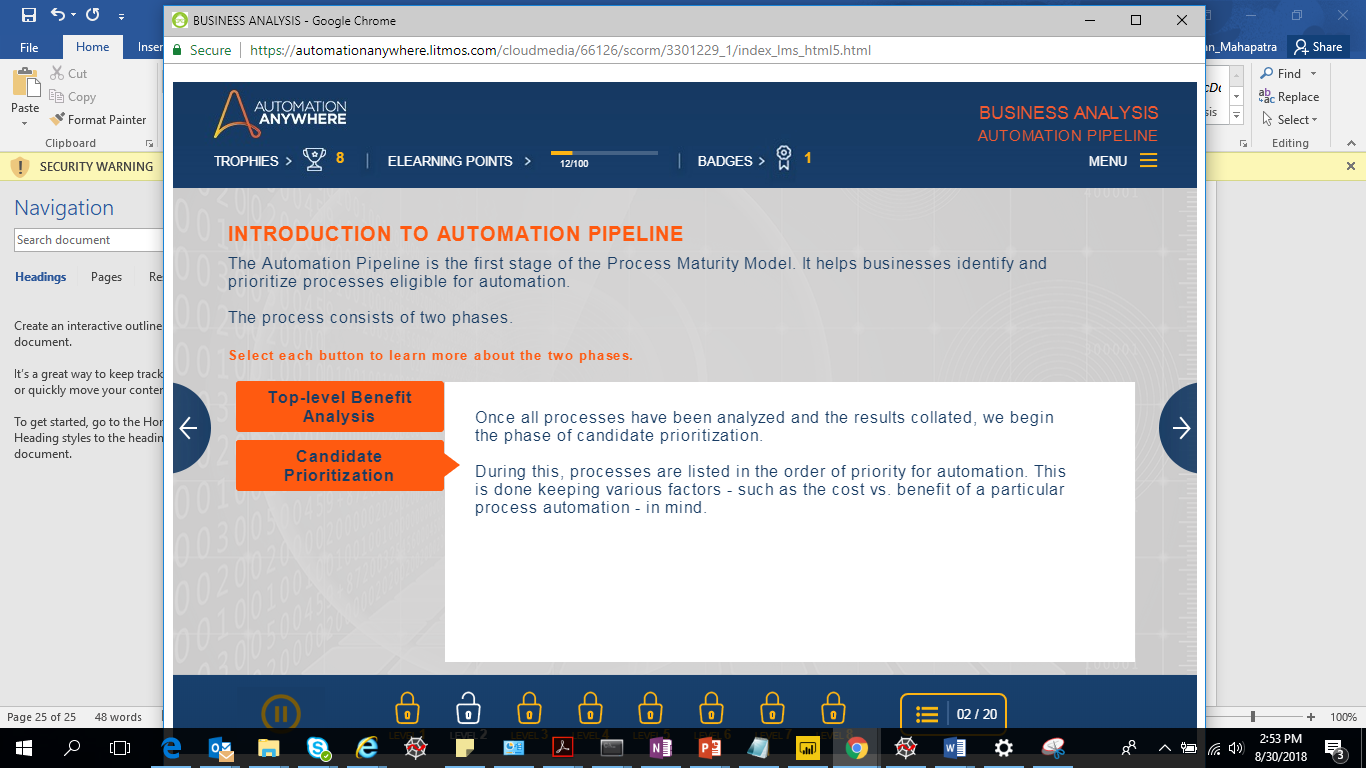 BUSINESS ANALYSIS - Google Chrome
File
Home
Inser
n_Mahapatra
Share
Secure
https://automationanywhere.litmos.com/cloudmedia/66126/scorm/3301229_1/index_lms_html5.html
Cut
Copy
Paste
Format Painter
Clipboard
Find
Replace
Select
Editing
SECURITY WARNING
AUTOMATION
ANYWHERE
BUSINESS ANALYSIS
AUTOMATION PIPELINE
TROPHIES > 8
ELEARNING POINTS > 12/100
BADGES > 1
MENU
Navigation
Search document
Headings Pages Re
Create an interactive outline
document.
It's a great way to keep track
or quickly move your conter
To get started, go to the Hor
Heading styles to the headin
document.
INTRODUCTION TO AUTOMATION PIPELINE
The Automation Pipeline is the first stage of the Process Maturity Model. It helps businesses identify and
prioritize processes eligible for automation.
The process consists of two phases.
Select each button to learn more about the two phases.
Top-level Benefit
Analysis
Candidate
Prioritization
Once all processes have been analyzed and the results collated, we begin
the phase of candidate prioritization.
During this, processes are listed in the order of priority for automation. This
is done keeping various factors - such as the cost vs. benefit of a particular
process automation - in mind.
02 / 20
Page 25 of 25 48 words
100%
2:53 PM
8/30/2018
3